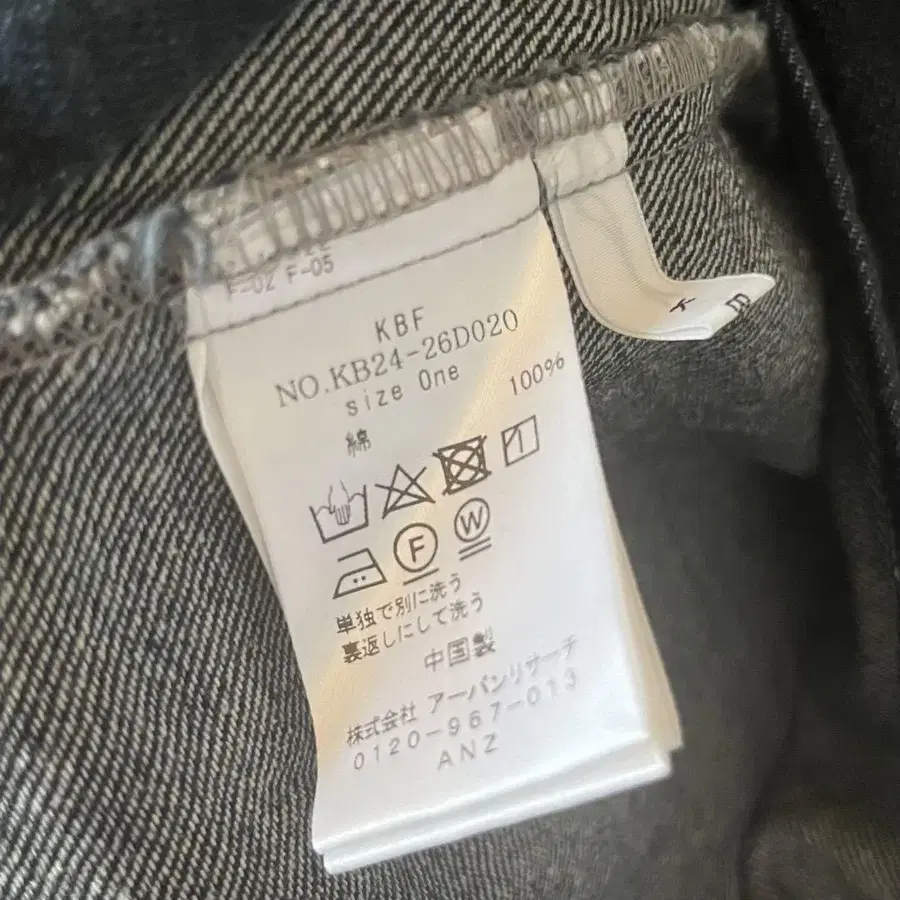 F-02 F-05
KBF
NO.KB24-26D020
size One
綿 100%
F W
単独で別に洗う
裏返しにして洗う
中国製
株式会社 アーバンリサーチ
0120-967-013
ANZ
K
B